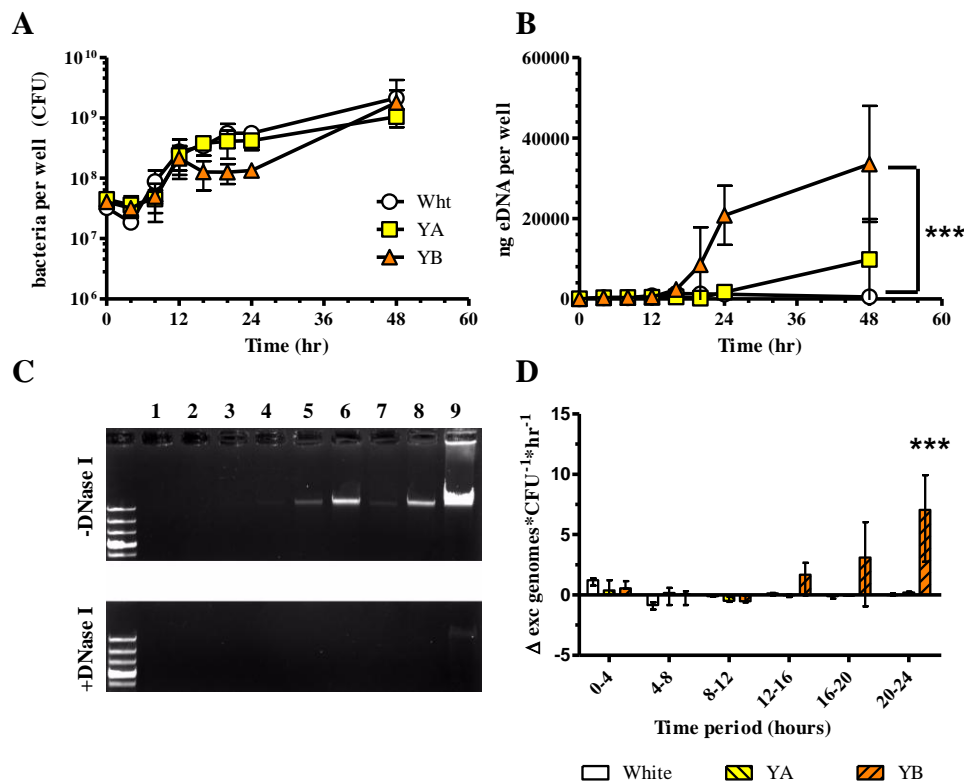 A
bacteria per well (CFU)
10^10
10^9
10^8
10^7
10^6
0 12 24 36 48 60
Time (hr)
Wht
YA
YB
B
ng eDNA per well
60000
40000
20000
0
0 12 24 36 48 60
Time (hr)
***
C
1 2 3 4 5 6 7 8 9
-DNase I
+DNase I
D
Δ exc genomes*CFU^-1*hr^-1
15
10
5
0
-5
***
0-4 4-8 8-12 12-16 16-20 20-24
Time period (hours)
White YA YB